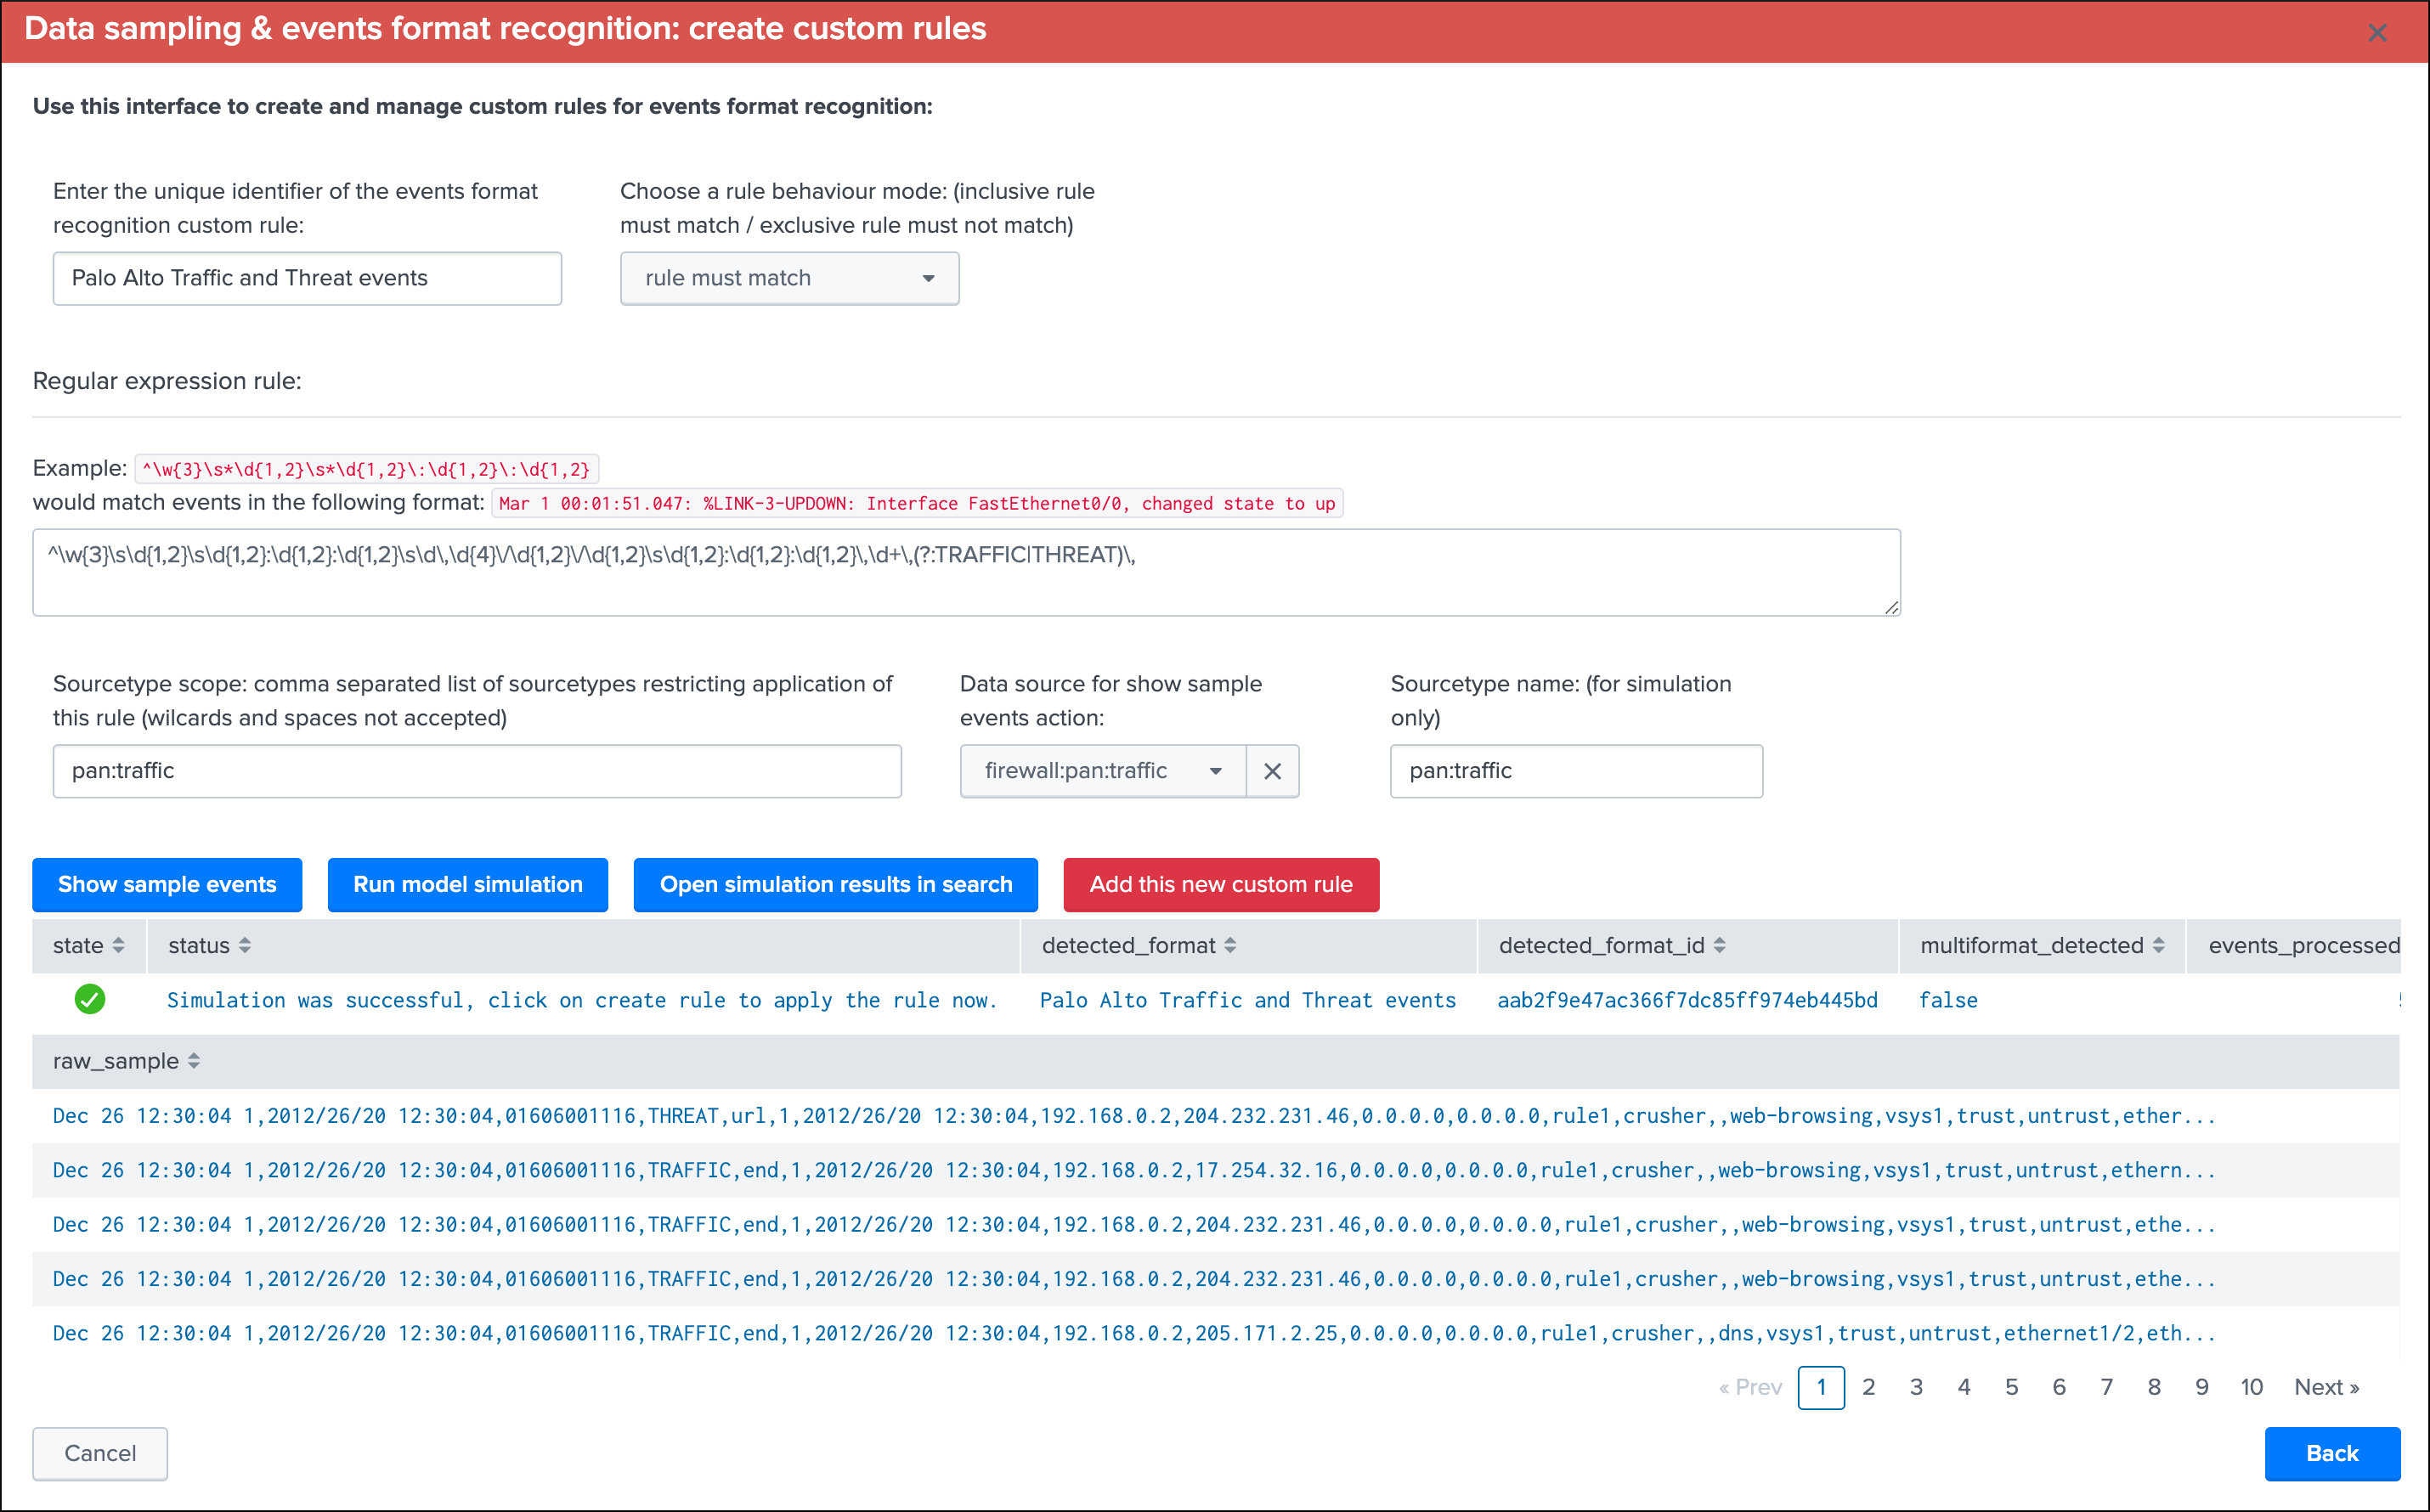 Data sampling & events format recognition: create custom rules
Use this interface to create and manage custom rules for events format recognition:
Enter the unique identifier of the events format
recognition custom rule:
Choose a rule behaviour mode: (inclusive rule
must match / exclusive rule must not match)
Palo Alto Traffic and Threat events
rule must match
Regular expression rule:
Example: ^\w{3}\s*\d{1,2}\s*\d{1,2}\:\d{1,2}\:\d{1,2}
would match events in the following format: Mar 1 00:01:51.047: %LINK-3-UPDOWN: Interface FastEthernet0/0, changed state to up
^\w{3}\s\d{1,2}\s\d{1,2}:\d{1,2}:\d{1,2}\s\d\,\d{4}\/\d{1,2}\/\d{1,2}\s\d{1,2}:\d{1,2}:\d{1,2}\,\d+\,(?:TRAFFIC|THREAT)\,
Sourcetype scope: comma separated list of sourcetypes restricting application of
this rule (wilcards and spaces not accepted)
Data source for show sample
events action:
Sourcetype name: (for simulation
only)
pan:traffic
firewall:pan:traffic
pan:traffic
Show sample events Run model simulation Open simulation results in search Add this new custom rule
state status detected_format detected_format_id multiformat_detected events_processed
Simulation was successful, click on create rule to apply the rule now. Palo Alto Traffic and Threat events aab2f9e47ac366f7dc85ff974eb445bd false
raw_sample
Dec 26 12:30:04 1,2012/26/20 12:30:04,01606001116,THREAT,url,1,2012/26/20 12:30:04,192.168.0.2,204.232.231.46,0.0.0.0,0.0.0.0,rule1,crusher,,web-browsing,vsys1,trust,untrust,ether...
Dec 26 12:30:04 1,2012/26/20 12:30:04,01606001116,TRAFFIC,end,1,2012/26/20 12:30:04,192.168.0.2,17.254.32.16,0.0.0.0,0.0.0.0,rule1,crusher,,web-browsing,vsys1,trust,untrust,ethern...
Dec 26 12:30:04 1,2012/26/20 12:30:04,01606001116,TRAFFIC,end,1,2012/26/20 12:30:04,192.168.0.2,204.232.231.46,0.0.0.0,0.0.0.0,rule1,crusher,,web-browsing,vsys1,trust,untrust,ethe...
Dec 26 12:30:04 1,2012/26/20 12:30:04,01606001116,TRAFFIC,end,1,2012/26/20 12:30:04,192.168.0.2,204.232.231.46,0.0.0.0,0.0.0.0,rule1,crusher,,web-browsing,vsys1,trust,untrust,ethe...
Dec 26 12:30:04 1,2012/26/20 12:30:04,01606001116,TRAFFIC,end,1,2012/26/20 12:30:04,192.168.0.2,205.171.2.25,0.0.0.0,0.0.0.0,rule1,crusher,,dns,vsys1,trust,untrust,ethernet1/2,eth...
« Prev 1 2 3 4 5 6 7 8 9 10 Next »
Cancel Back